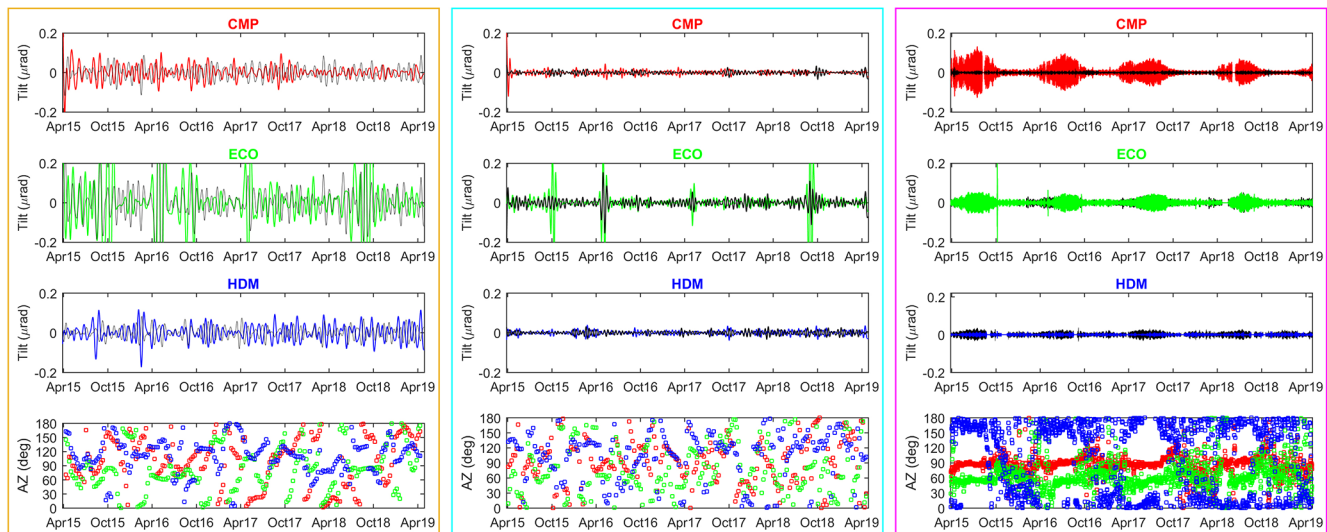 CMP
Tilt (μrad)
0.2
0
-0.2
Apr15 Oct15 Apr16 Oct16 Apr17 Oct17 Apr18 Oct18 Apr19
ECO
Tilt (μrad)
0.2
0
-0.2
Apr15 Oct15 Apr16 Oct16 Apr17 Oct17 Apr18 Oct18 Apr19
HDM
Tilt (μrad)
0.2
0
-0.2
Apr15 Oct15 Apr16 Oct16 Apr17 Oct17 Apr18 Oct18 Apr19
AZ (deg)
180
150
120
90
60
30
0
Apr15 Oct15 Apr16 Oct16 Apr17 Oct17 Apr18 Oct18 Apr19
CMP
Tilt (μrad)
0.2
0
-0.2
Apr15 Oct15 Apr16 Oct16 Apr17 Oct17 Apr18 Oct18 Apr19
ECO
Tilt (μrad)
0.2
0
-0.2
Apr15 Oct15 Apr16 Oct16 Apr17 Oct17 Apr18 Oct18 Apr19
HDM
Tilt (μrad)
0.2
0
-0.2
Apr15 Oct15 Apr16 Oct16 Apr17 Oct17 Apr18 Oct18 Apr19
AZ (deg)
180
150
120
90
60
30
0
Apr15 Oct15 Apr16 Oct16 Apr17 Oct17 Apr18 Oct18 Apr19
CMP
Tilt (μrad)
0.2
0
-0.2
Apr15 Oct15 Apr16 Oct16 Apr17 Oct17 Apr18 Oct18 Apr19
ECO
Tilt (μrad)
0.2
0
-0.2
Apr15 Oct15 Apr16 Oct16 Apr17 Oct17 Apr18 Oct18 Apr19
HDM
Tilt (μrad)
0.2
0
-0.2
Apr15 Oct15 Apr16 Oct16 Apr17 Oct17 Apr18 Oct18 Apr19
AZ (deg)
180
150
120
90
60
30
0
Apr15 Oct15 Apr16 Oct16 Apr17 Oct17 Apr18 Oct18 Apr19